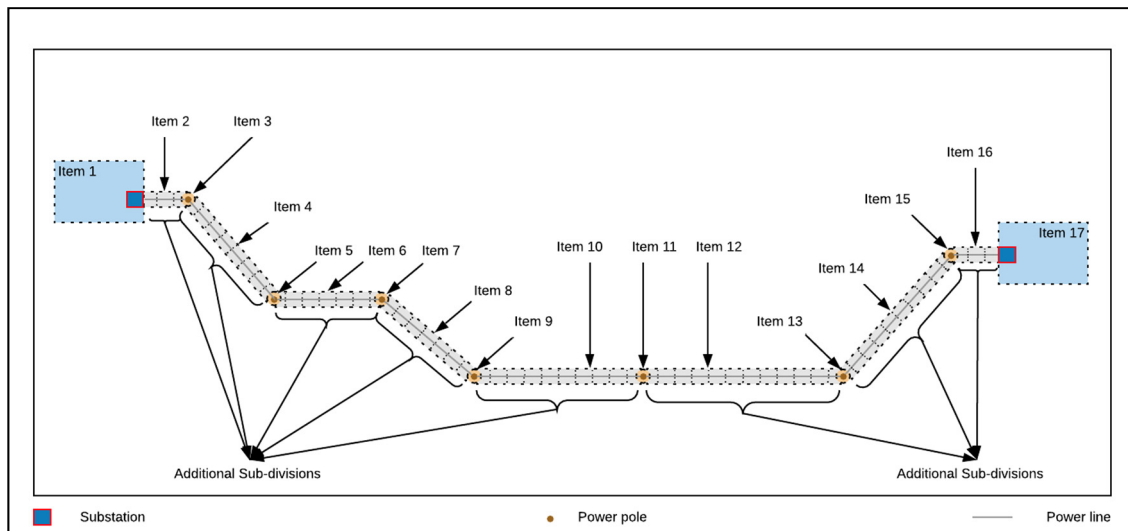 Item 2
Item 3
Item 1
Item 4
Item 5
Item 6
Item 7
Item 8
Item 9
Item 10
Item 11
Item 12
Item 13
Item 14
Item 15
Item 16
Item 17
Additional Sub-divisions
Additional Sub-divisions
Substation
Power pole
Power line